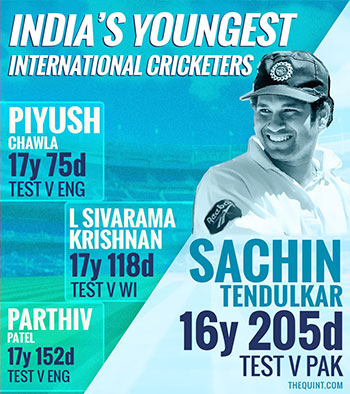 INDIA'S YOUNGEST
INTERNATIONAL CRICKETERS
PIYUSH
CHAWLA
17y 75d
TEST V ENG
L SIVARAMA
KRISHNAN
17y 118d
TEST V WI
PARTHIV
PATEL
17y 152d
TEST V ENG
SACHIN
TENDULKAR
16y 205d
TEST V PAK
THEQUINT.COM
Reebok